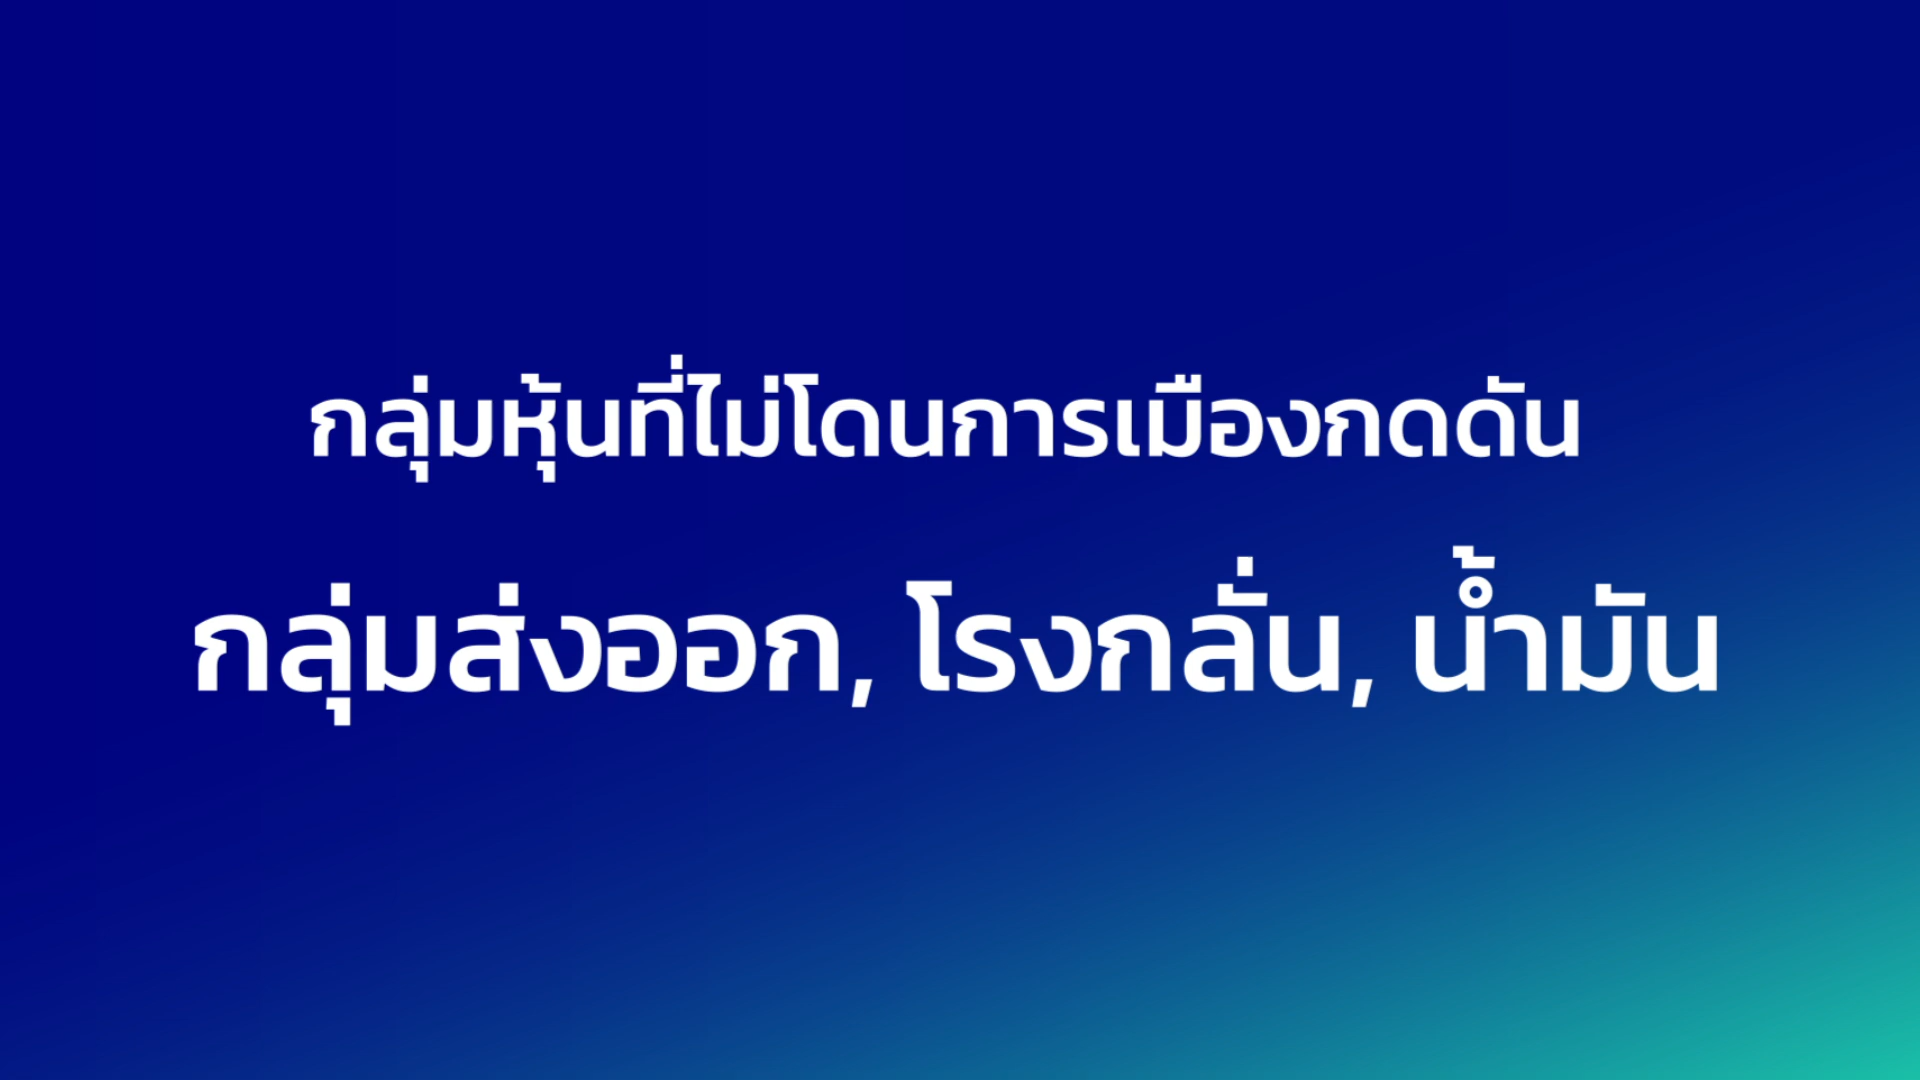 กลุ่มหุ้นที่ไม่โดนการเมืองกดดัน
กลุ่มส่งออก, โรงกลั่น, น้ำมัน